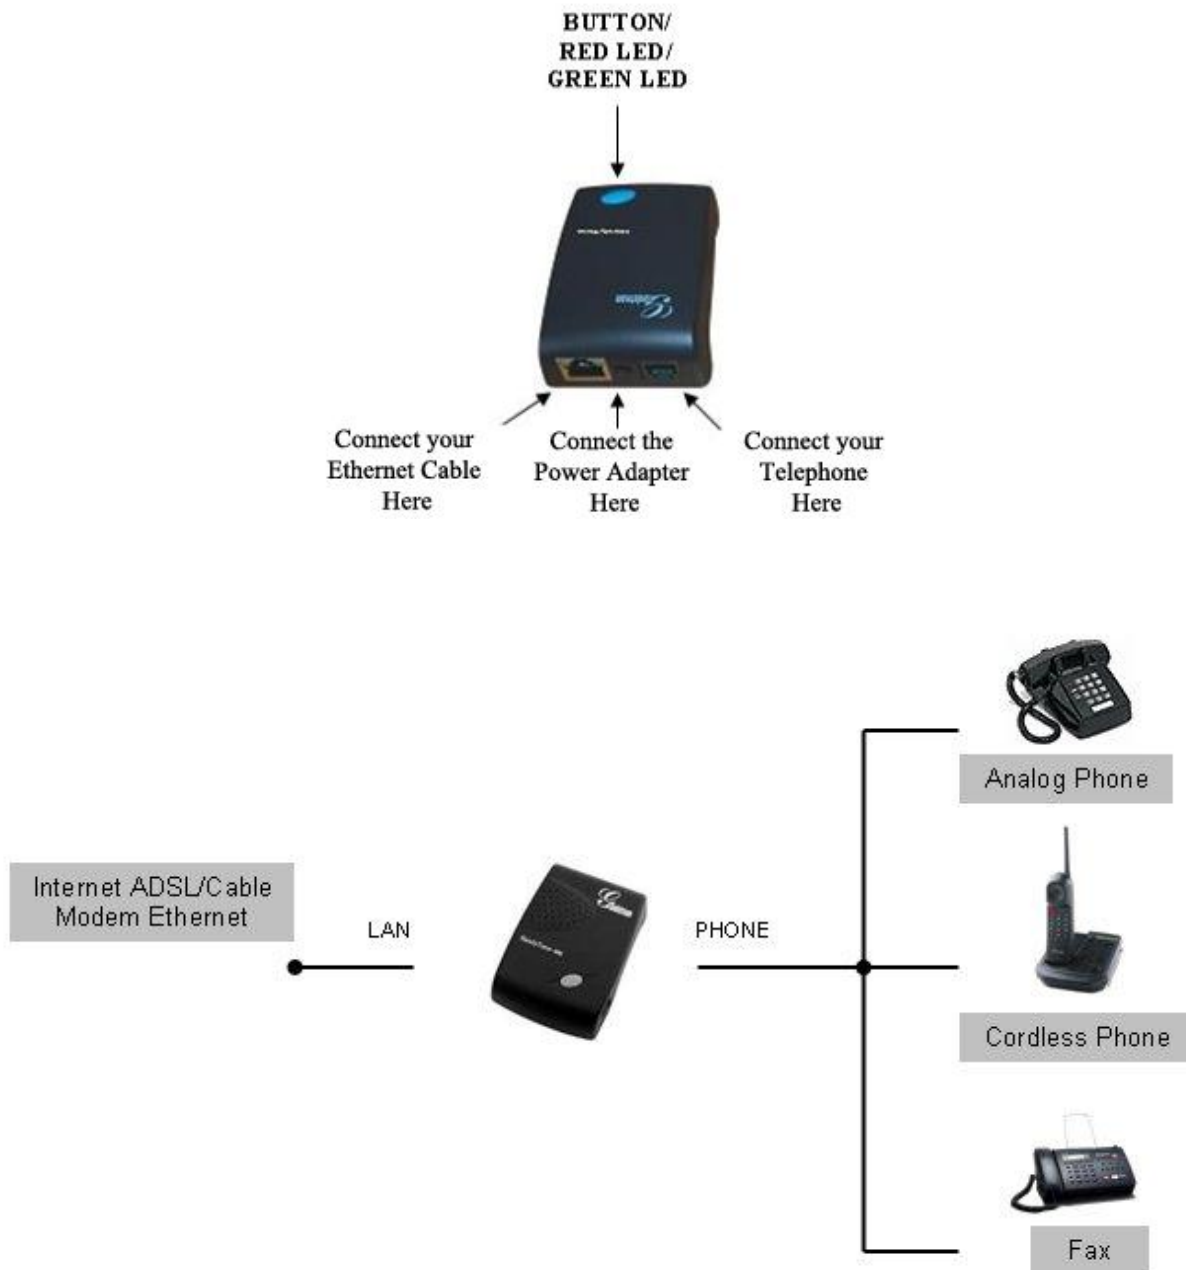 BUTTON/
RED LED/
GREEN LED
Connect your
Ethernet Cable
Here
Connect the
Power Adapter
Here
Connect your
Telephone
Here
Analog Phone
Internet ADSL/Cable
Modem Ethernet
LAN
PHONE
Cordless Phone
Fax